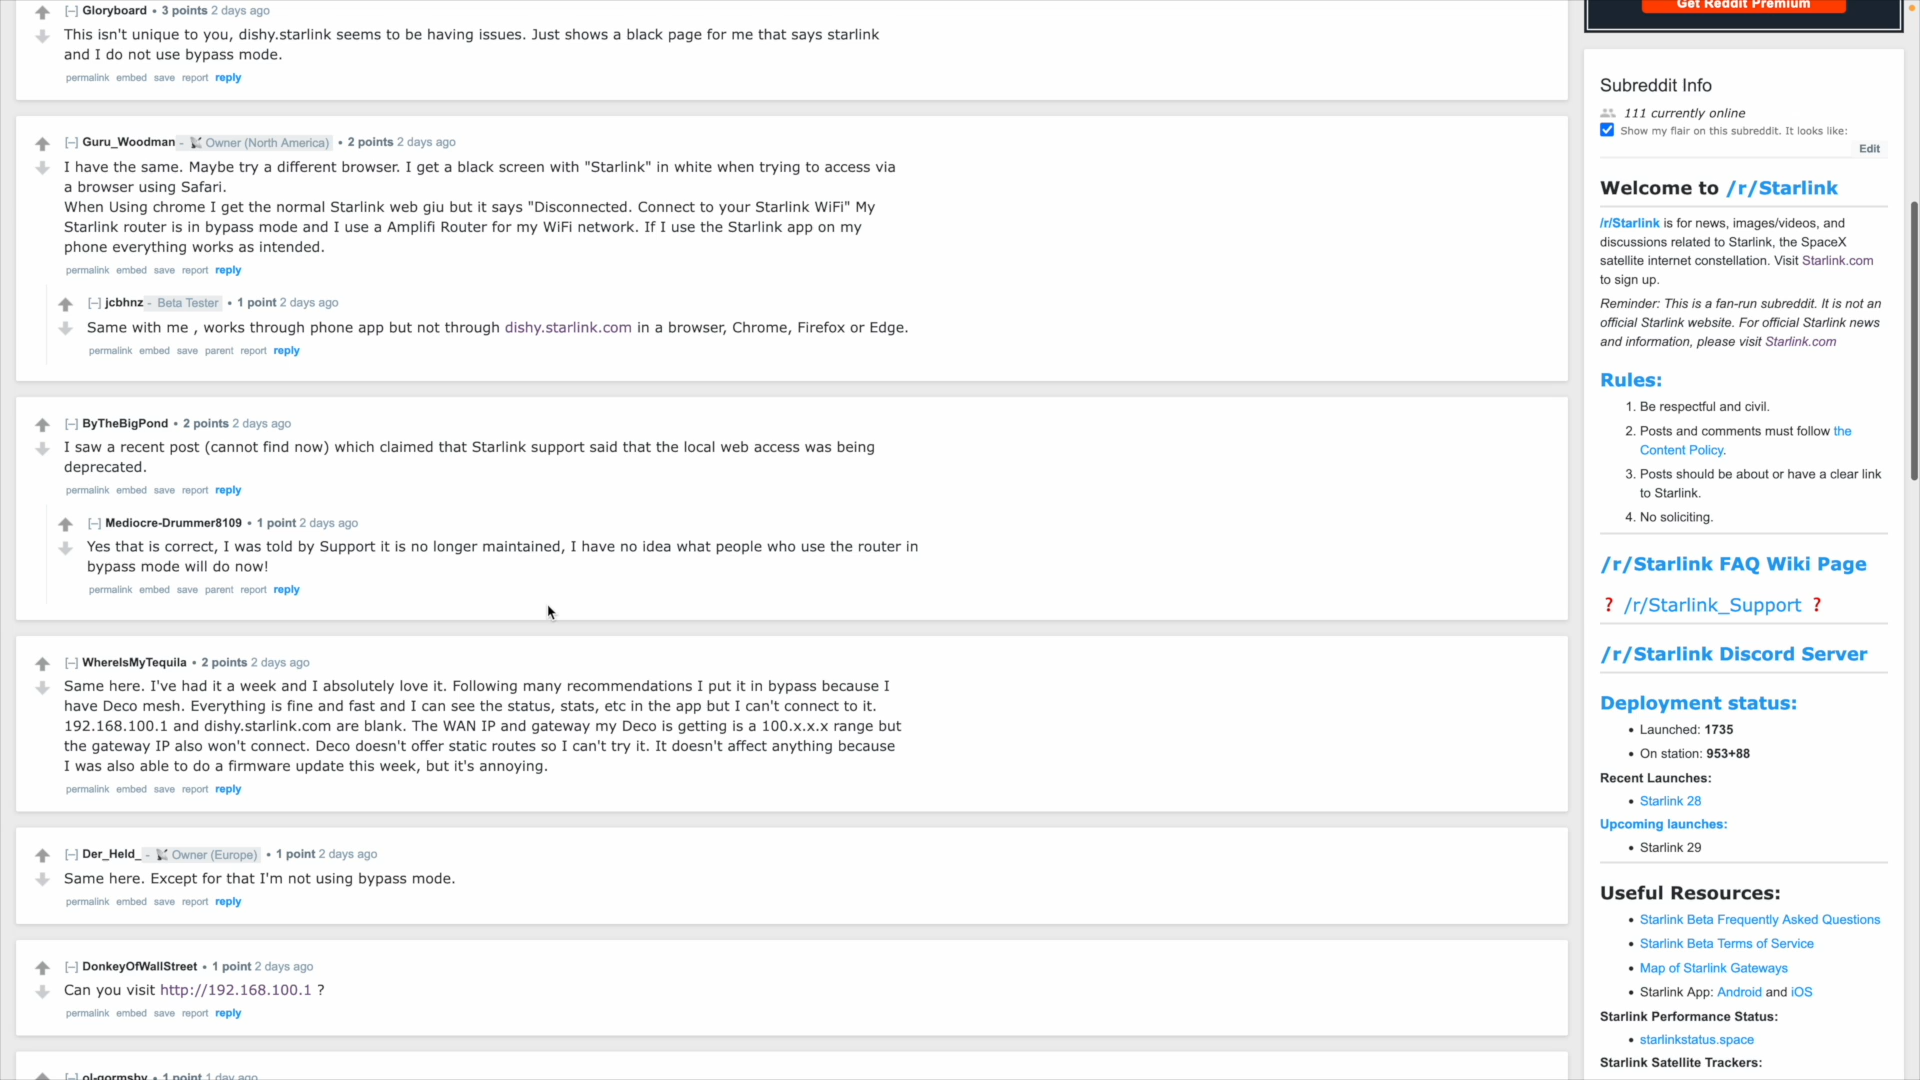 [–] Gloryboard • 3 points 2 days ago
This isn't unique to you, dishy.starlink seems to be having issues. Just shows a black page for me that says starlink
and I do not use bypass mode.
permalink embed save report reply
[–] Guru_Woodman - Owner (North America) • 2 points 2 days ago
I have the same. Maybe try a different browser. I get a black screen with "Starlink" in white when trying to access via
a browser using Safari.
When Using chrome I get the normal Starlink web giu but it says "Disconnected. Connect to your Starlink WiFi" My
Starlink router is in bypass mode and I use a Amplifi Router for my WiFi network. If I use the Starlink app on my
phone everything works as intended.
permalink embed save report reply
[–] jcbhnz - Beta Tester • 1 point 2 days ago
Same with me , works through phone app but not through dishy.starlink.com in a browser, Chrome, Firefox or Edge.
permalink embed save parent report reply
[–] ByTheBigPond • 2 points 2 days ago
I saw a recent post (cannot find now) which claimed that Starlink support said that the local web access was being
deprecated.
permalink embed save report reply
[–] Mediocre-Drummer8109 • 1 point 2 days ago
Yes that is correct, I was told by Support it is no longer maintained, I have no idea what people who use the router in
bypass mode will do now!
permalink embed save parent report reply
[–] WhereIsMyTequila • 2 points 2 days ago
Same here. I've had it a week and I absolutely love it. Following many recommendations I put it in bypass because I
have Deco mesh. Everything is fine and fast and I can see the status, stats, etc in the app but I can't connect to it.
192.168.100.1 and dishy.starlink.com are blank. The WAN IP and gateway my Deco is getting is a 100.x.x.x range but
the gateway IP also won't connect. Deco doesn't offer static routes so I can't try it. It doesn't affect anything because
I was also able to do a firmware update this week, but it's annoying.
permalink embed save report reply
[–] Der_Held_ - Owner (Europe) • 1 point 2 days ago
Same here. Except for that I'm not using bypass mode.
permalink embed save report reply
[–] DonkeyOfWallStreet • 1 point 2 days ago
Can you visit http://192.168.100.1 ?
permalink embed save report reply
[–] ol-gormsby • 1 point 1 day ago
Get Reddit Premium
Subreddit Info
111 currently online
Show my flair on this subreddit. It looks like:
Edit
Welcome to /r/Starlink
/r/Starlink is for news, images/videos, and
discussions related to Starlink, the SpaceX
satellite internet constellation. Visit Starlink.com
to sign up.
Reminder: This is a fan-run subreddit. It is not an
official Starlink website. For official Starlink news
and information, please visit Starlink.com
Rules:
1. Be respectful and civil.
2. Posts and comments must follow the
Content Policy.
3. Posts should be about or have a clear link
to Starlink.
4. No soliciting.
/r/Starlink FAQ Wiki Page
? /r/Starlink_Support ?
/r/Starlink Discord Server
Deployment status:
• Launched: 1735
• On station: 953+88
Recent Launches:
• Starlink 28
Upcoming launches:
• Starlink 29
Useful Resources:
• Starlink Beta Frequently Asked Questions
• Starlink Beta Terms of Service
• Map of Starlink Gateways
• Starlink App: Android and iOS
Starlink Performance Status:
• starlinkstatus.space
Starlink Satellite Trackers: